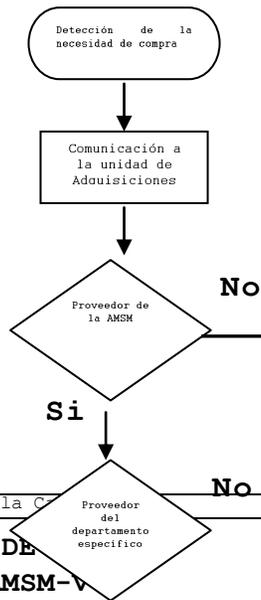 Detección de la
necesidad de compra
Comunicación a
la unidad de
Adquisiciones
Proveedor de
la AMSM
No
Si
No
la
Proveedor
del
departamento
específico
DE
MSM-V